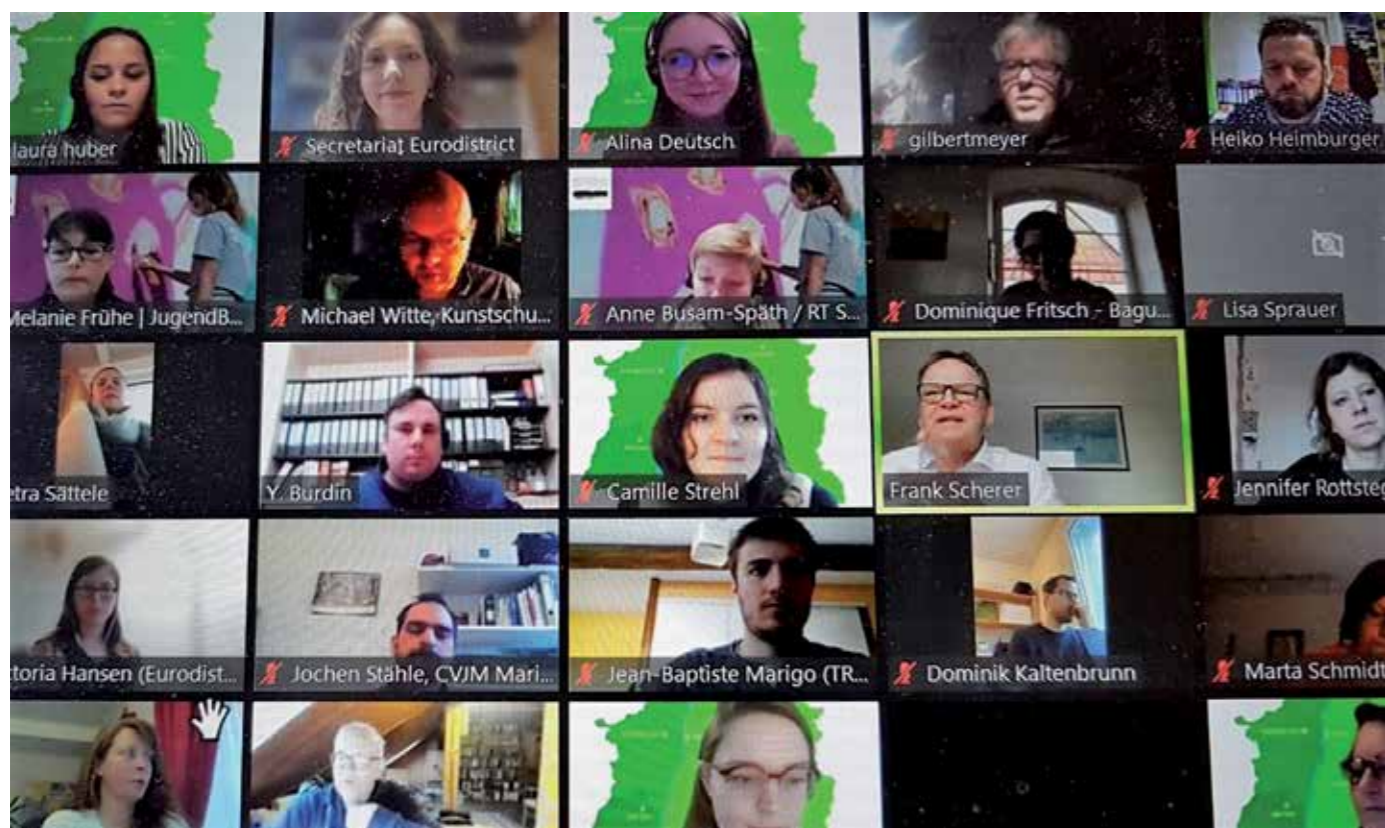 laura huber
Secretariat Eurodistrict
Alina Deutsch
gilbertmeyer
Heiko Heimburger
Melanie Frühe | JugendB...
Michael Witte, Kunstschu...
Anne Busam-Späth / RT S...
Dominique Fritsch - Bagu...
Lisa Sprauer
etra Sättele
Y. Burdin
Camille Strehl
Frank Scherer
Jennifer Rottste
toria Hansen (Eurodist...
Jochen Stähle, CVJM Mari...
Jean-Baptiste Marigo (TR...
Dominik Kaltenbrunn
Marta Schmidt